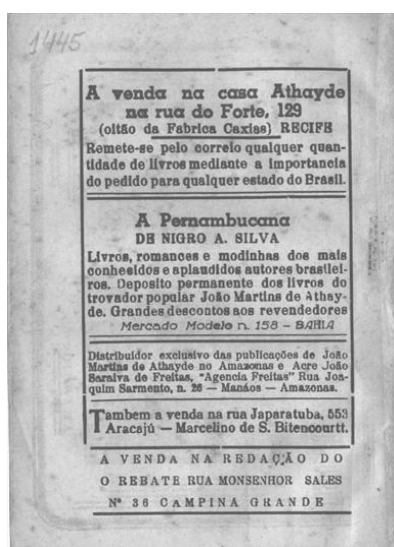 1445
A venda na casa Athayde
na rua do Forte, 129
(oitão da Fabrica Caxias) RECIFE
Remete-se pelo correio qualquer quan-
tidade de livros mediante a importancia
do pedido para qualquer estado do Brasil.
A Pernambucana
DE NIGRO A. SILVA
Livros, romances e modinhas dos mais
conhecidos e aplaudidos autores brasilei-
ros. Deposito permanente dos livros do
trovador popular João Martins de Athay-
de. Grandes descontos aos revendedores
Mercado Modelo n. 158 — BAHIA
Distribuidor exclusivo das publicações de João
Martins de Athayde no Amazonas e Acre João
Saraiva de Freitas, "Agencia Freitas" Rua Joa-
quim Sarmento, n. 26 — Manáos — Amazonas.
Tambem a venda na rua Japaratuba, 553
Aracajú — Marcelino de S. Bitencourtt.
A VENDA NA REDAÇÃO DO
O REBATE RUA MONSENHOR SALES
Nº 36 CAMPINA GRANDE